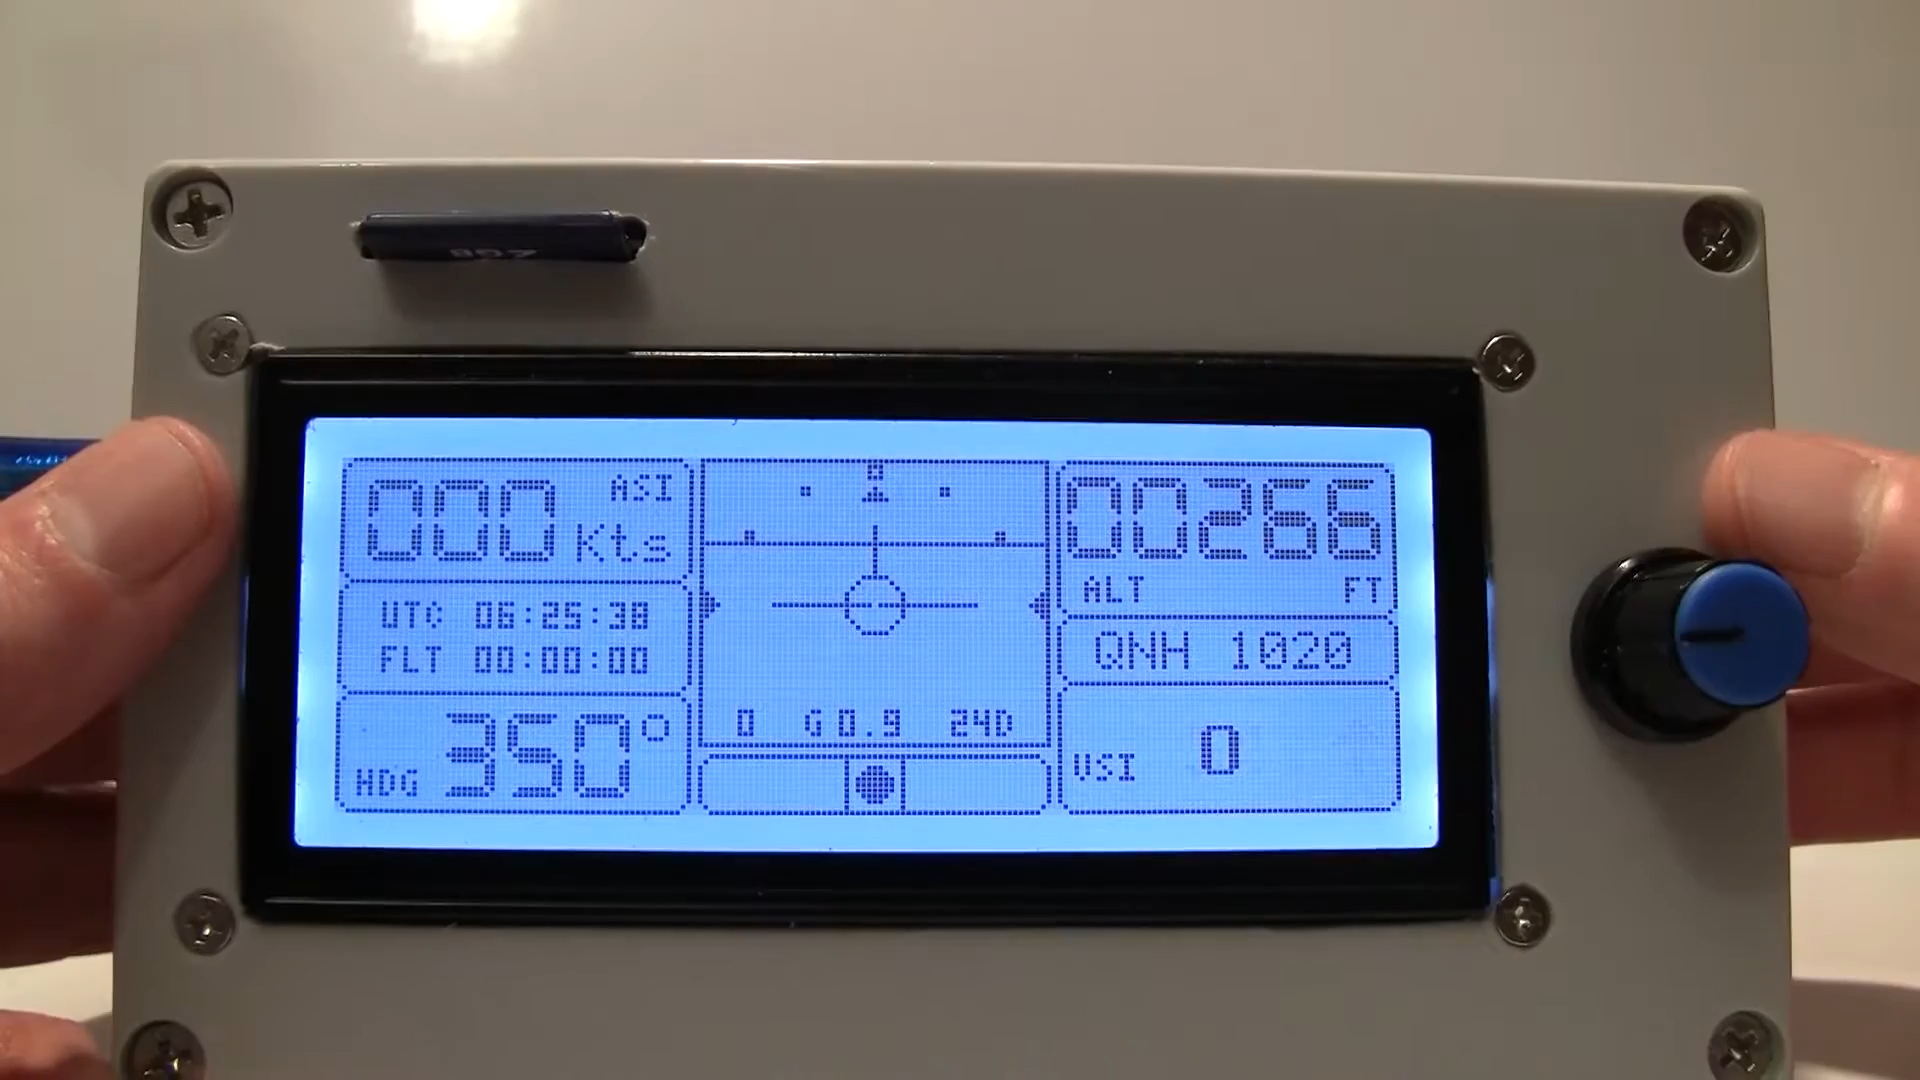 000 ASI
Kts
UTC 06:25:38
FLT 00:00:00
HDG 350°
0 G0.9 24D
00266
ALT FT
QNH 1020
VSI 0